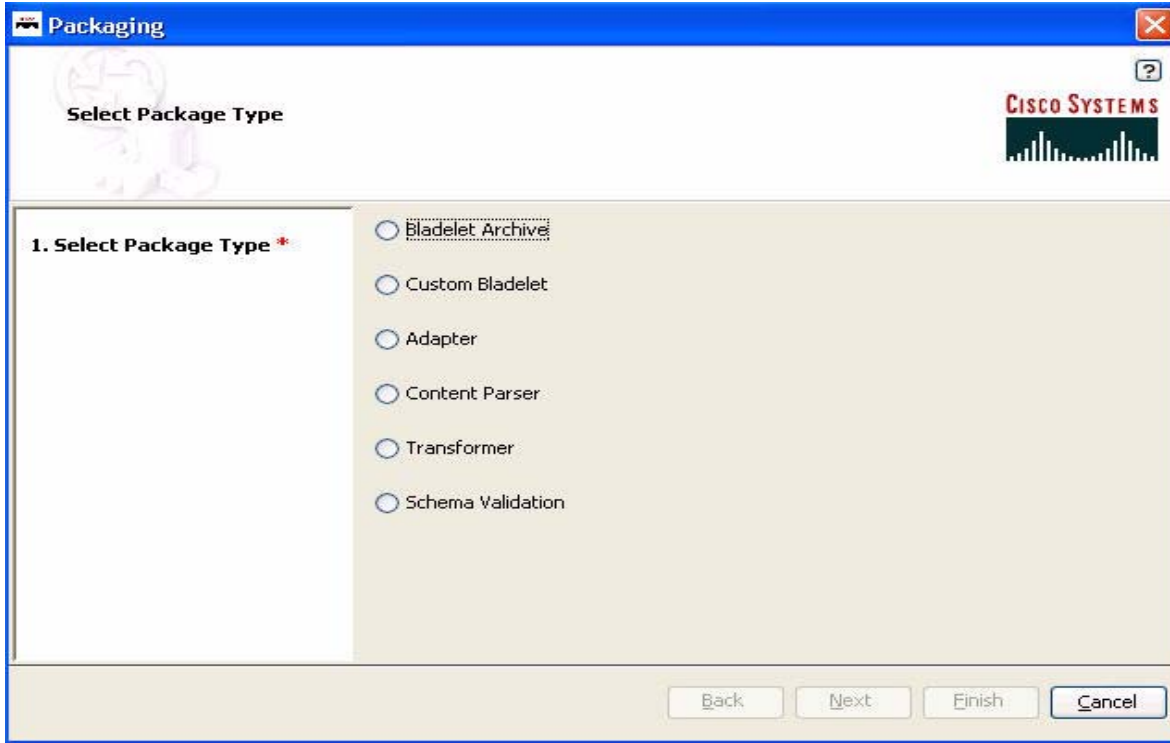 Packaging
?
Select Package Type
CISCO SYSTEMS
1. Select Package Type *
Bladelet Archive
Custom Bladelet
Adapter
Content Parser
Transformer
Schema Validation
Back Next Finish Cancel